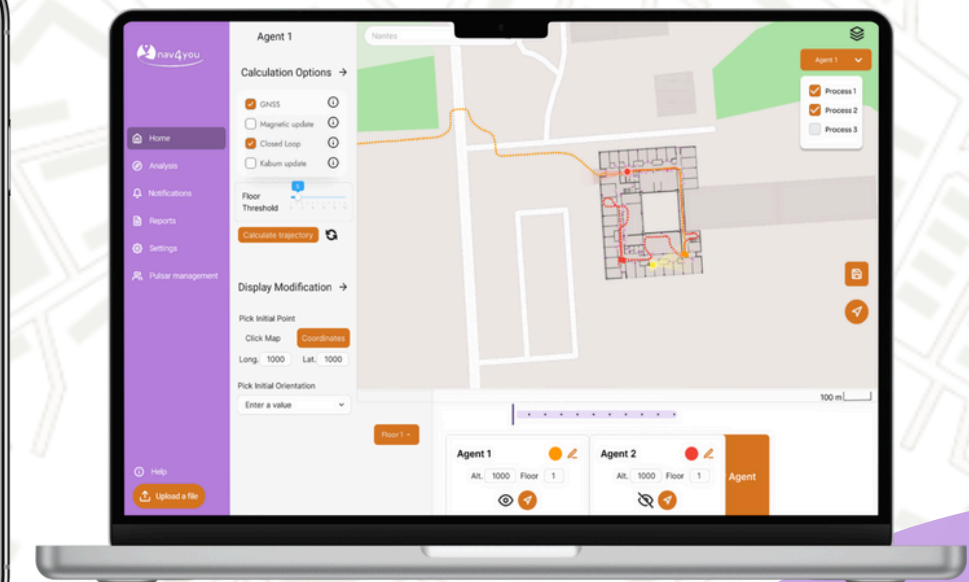 nav4you
Home
Analysis
Notifications
Reports
Settings
Pulsar management
Help
Upload a file
Agent 1
Calculation Options →
GNSS
Magnetic update
Closed Loop
Kabum update
Floor
Threshold
5
Calculate trajectory
Display Modification →
Pick Initial Point
Click Map Coordinates
Long. 1000 Lat. 1000
Pick Initial Orientation
Enter a value
Nantes
Agent 1
Process 1
Process 2
Process 3
100 m
Floor 1
Agent 1
Alt. 1000 Floor 1
Agent 2
Alt. 1000 Floor 1
Agent